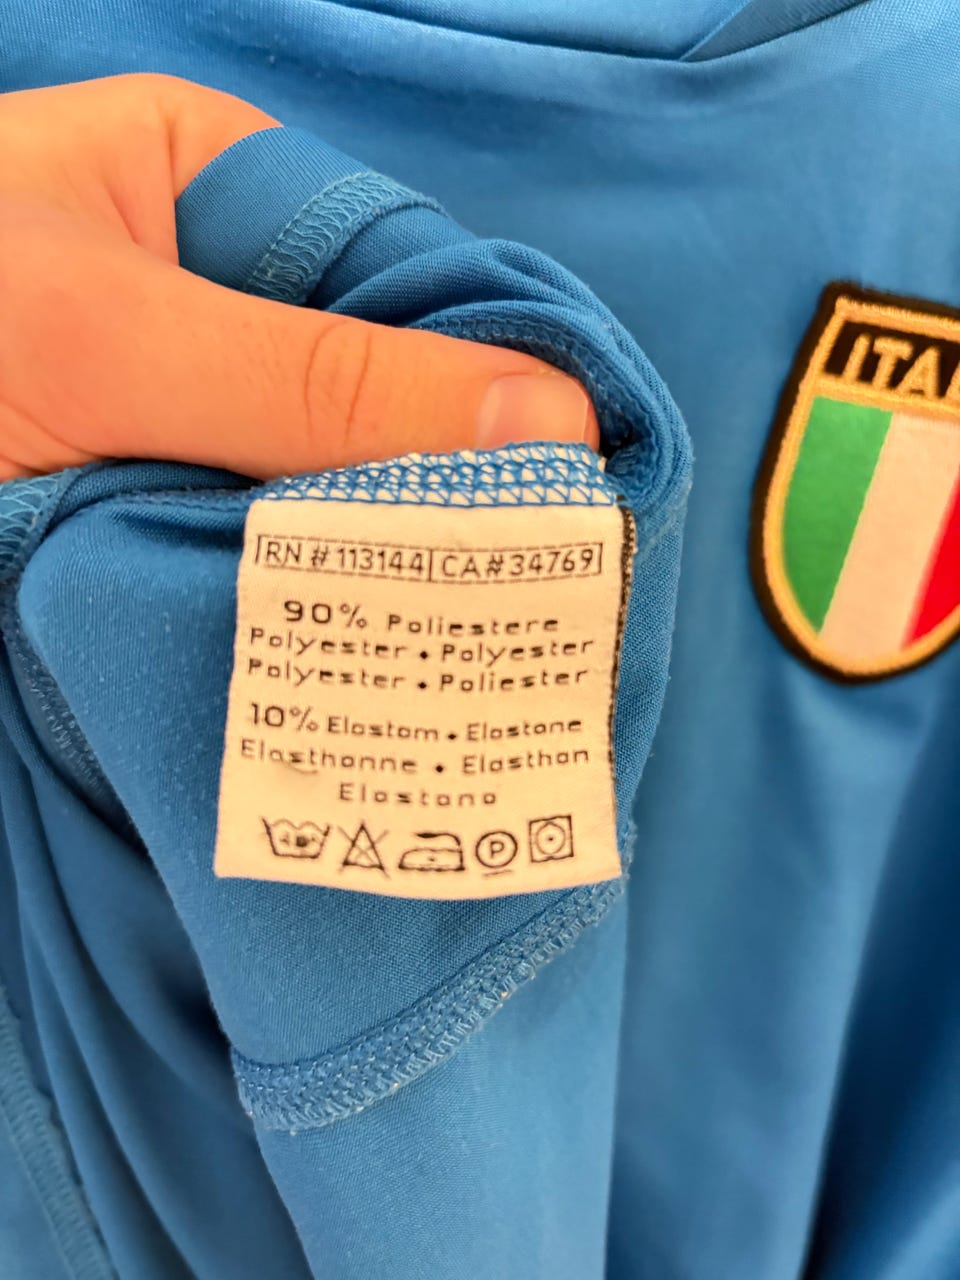 RN # 113144 CA# 34769
90% Poliestere
Polyester • Polyester
Polyester • Poliester
10% Elastam • Elastane
Elasthanne • Elasthan
Elastano
P
ITA